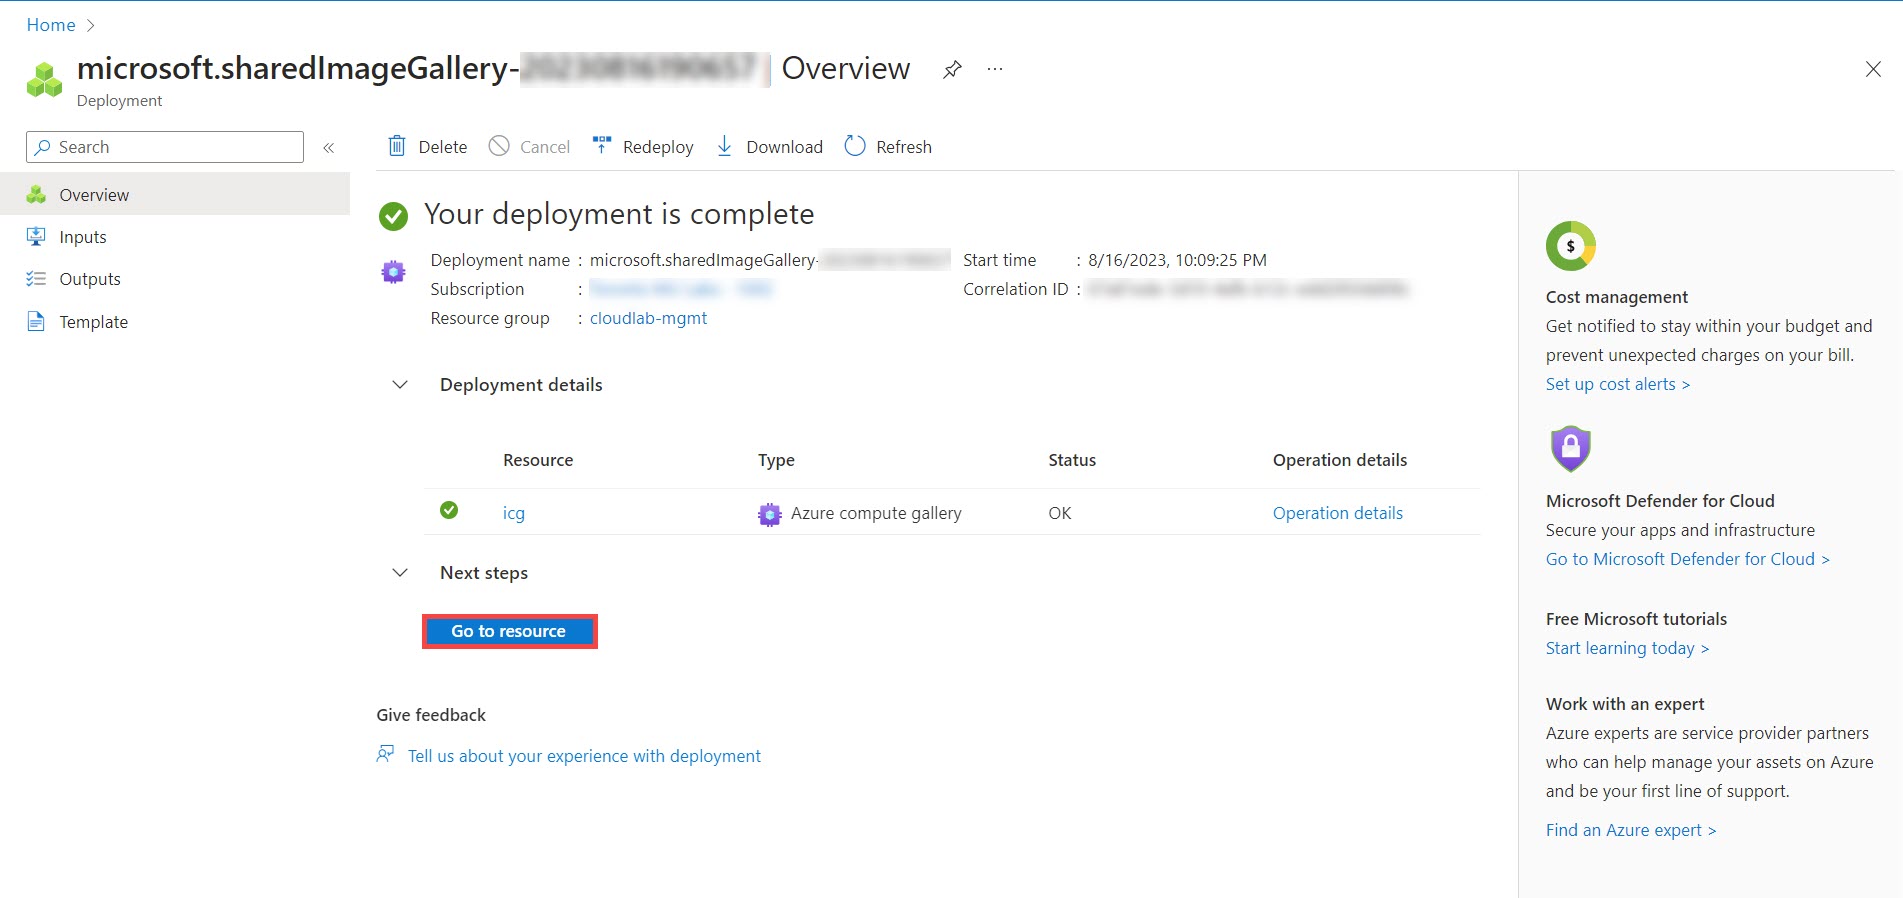 Home
microsoft.sharedImageGallery- | Overview
Deployment
Search
Delete Cancel Redeploy Download Refresh
Overview
Inputs
Outputs
Template
Your deployment is complete
Deployment name : microsoft.sharedImageGallery-
Subscription :
Resource group : cloudlab-mgmt
Start time : 8/16/2023, 10:09:25 PM
Correlation ID :
Deployment details
Resource Type Status Operation details
icg Azure compute gallery OK Operation details
Next steps
Go to resource
Give feedback
Tell us about your experience with deployment
$
Cost management
Get notified to stay within your budget and
prevent unexpected charges on your bill.
Set up cost alerts >
Microsoft Defender for Cloud
Secure your apps and infrastructure
Go to Microsoft Defender for Cloud >
Free Microsoft tutorials
Start learning today >
Work with an expert
Azure experts are service provider partners
who can help manage your assets on Azure
and be your first line of support.
Find an Azure expert >